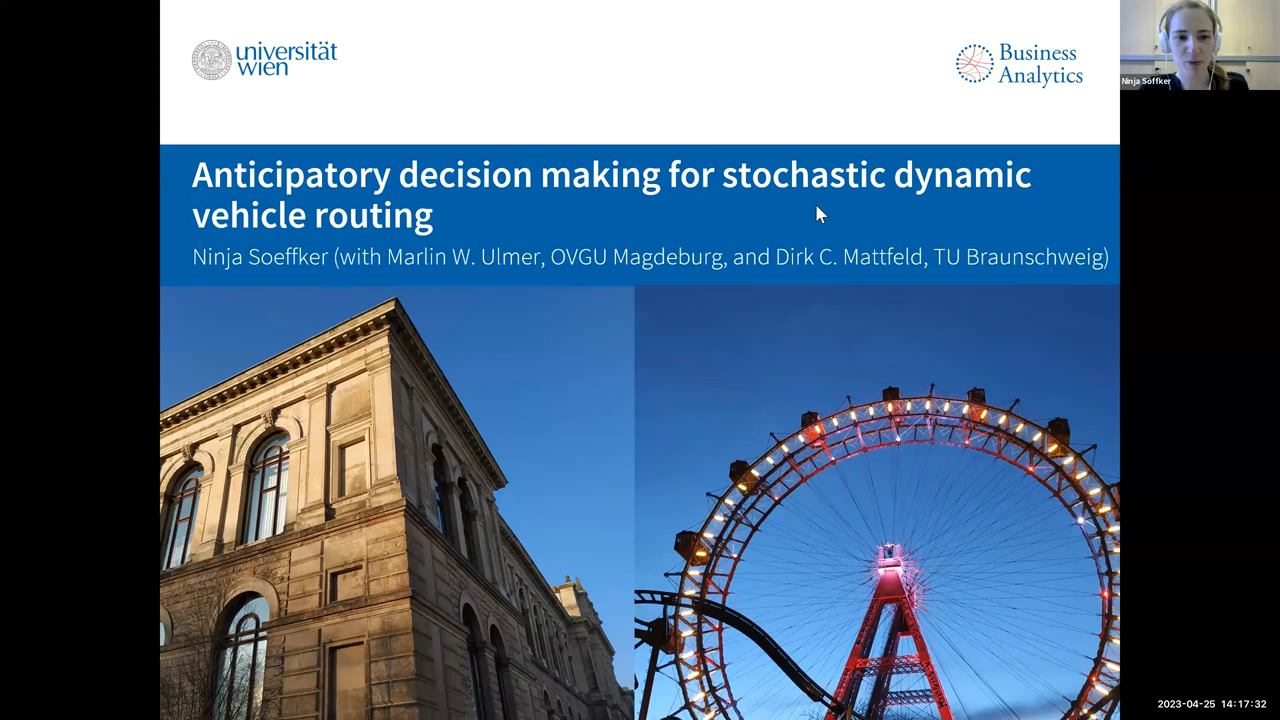 universität
wien
Business
Analytics
Ninja Söffker
Anticipatory decision making for stochastic dynamic
vehicle routing
Ninja Soeffker (with Marlin W. Ulmer, OVGU Magdeburg, and Dirk C. Mattfeld, TU Braunschweig)
2023-04-25 14:17:32